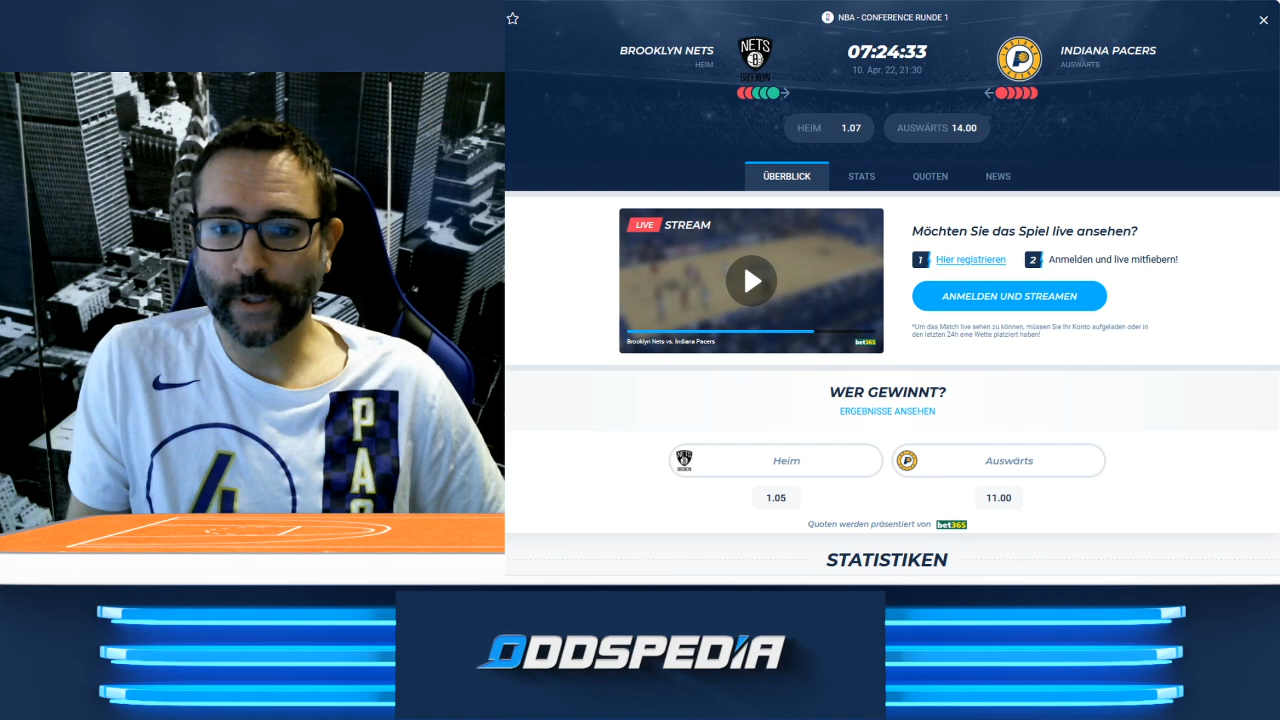 NBA - CONFERENCE RUNDE 1
BROOKLYN NETS
HEIM
NETS
B
BROOKLYN
07:24:33
10. Apr. 22, 21:30
INDIANA PACERS
AUSWÄRTS
HEIM 1.07
AUSWÄRTS 14.00
ÜBERBLICK STATS QUOTEN NEWS
LIVE STREAM
Brooklyn Nets vs. Indiana Pacers
bet365
Möchten Sie das Spiel live ansehen?
1 Hier registrieren
2 Anmelden und live mitfiebern!
ANMELDEN UND STREAMEN
*Um das Match live sehen zu können, müssen Sie Ihr Konto aufgeladen oder in
den letzten 24h eine Wette platziert haben!
WER GEWINNT?
ERGEBNISSE ANSEHEN
NETS
Heim
Auswärts
1.05
11.00
Quoten werden präsentiert von bet365
STATISTIKEN
4
PAC
ODDSPEDIA